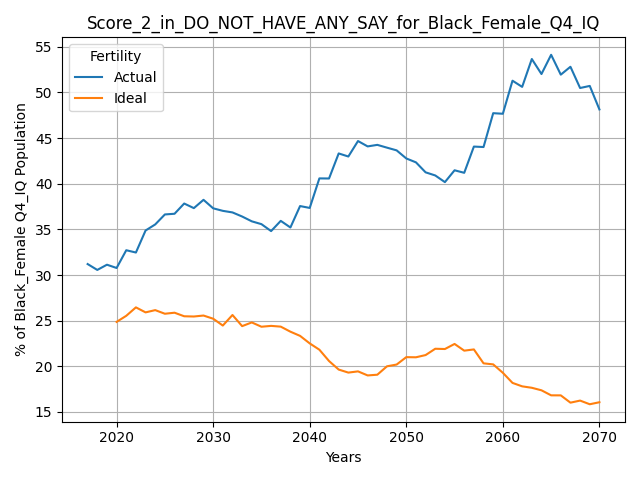 Score_2_in_DO_NOT_HAVE_ANY_SAY_for_Black_Female_Q4_IQ
Fertility
Actual
Ideal
% of Black_Female Q4_IQ Population
55
50
45
40
35
30
25
20
15
2020 2030 2040 2050 2060 2070
Years